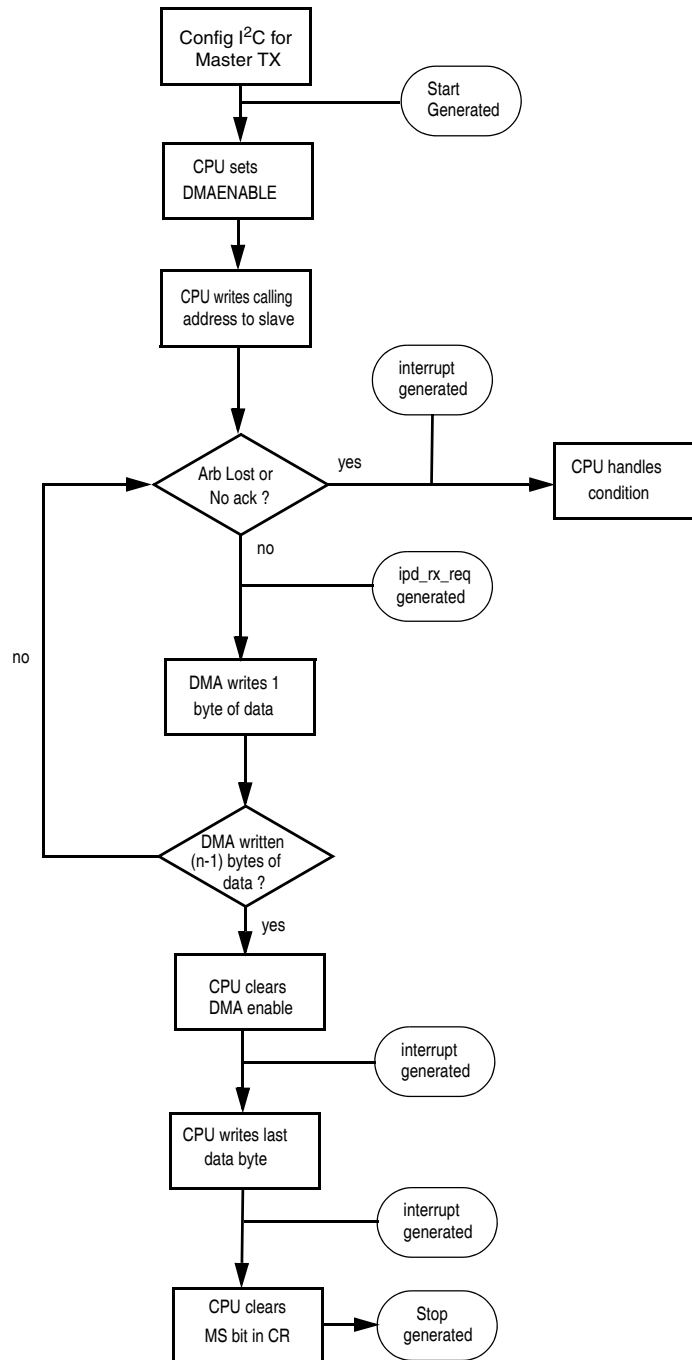 Config I²C for
Master TX
Start
Generated
CPU sets
DMAENABLE
CPU writes calling
address to slave
interrupt
generated
Arb Lost or
No ack ?
yes
CPU handles
condition
no
ipd_rx_req
generated
no
DMA writes 1
byte of data
DMA written
(n-1) bytes of
data ?
yes
CPU clears
DMA enable
interrupt
generated
CPU writes last
data byte
interrupt
generated
CPU clears
MS bit in CR
Stop
generated